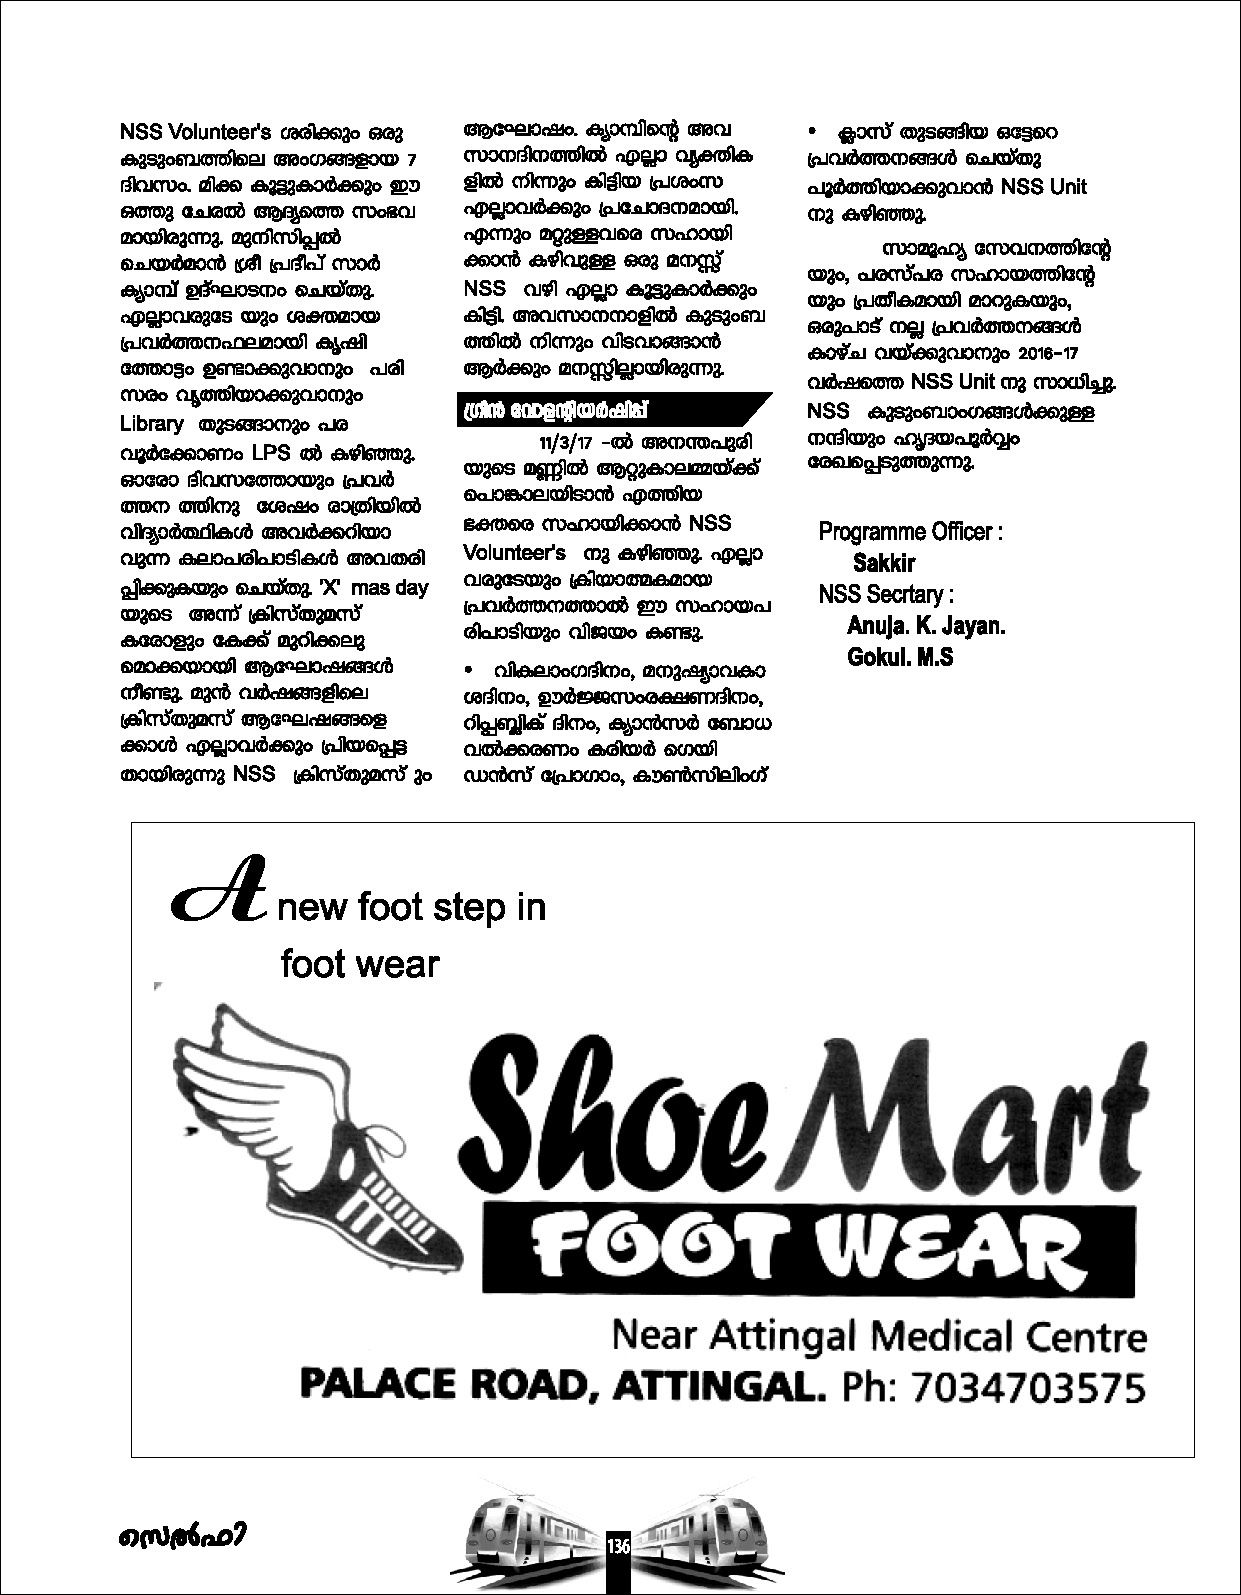 NSS Volunteer's ശരിക്കും ഒരു
കുടുംബത്തിലെ അംഗങ്ങളായ 7
ദിവസം. മിക്ക കൂട്ടുകാർക്കും ഈ
ഒത്തു ചേരൽ ആദ്യത്തെ സംഭവ
മായിരുന്നു. മുനിസിപ്പൽ
ചെയർമാൻ ശ്രീ പ്രദീപ് സാർ
ക്യാമ്പ് ഉദ്ഘാടനം ചെയ്തു.
എല്ലാവരുടേ യും ശക്തമായ
പ്രവർത്തനഫലമായി കൃഷി
ത്തോട്ടം ഉണ്ടാക്കുവാനും പരി
സരം വൃത്തിയാക്കുവാനും
Library തുടങ്ങാനും പര
വൂർക്കോണം LPS ൽ കഴിഞ്ഞു.
ഓരോ ദിവസത്തോയും പ്രവർ
ത്തന ത്തിനു ശേഷം രാത്രിയിൽ
വിദ്യാർത്ഥികൾ അവർക്കറിയാ
വുന്ന കലാപരിപാടികൾ അവതരി
പ്പിക്കുകയും ചെയ്തു. 'X' mas day
യുടെ അന്ന് ക്രിസ്തുമസ്
കരോളും കേക്ക് മുറിക്കലു
മൊക്കയായി ആഘോഷങ്ങൾ
നീണ്ടു. മുൻ വർഷങ്ങളിലെ
ക്രിസ്തുമസ് ആഘേഷങ്ങളെ
ക്കാൾ എല്ലാവർക്കും പ്രിയപ്പെട്ട
തായിരുന്നു NSS ക്രിസ്തുമസ് ും
ആഘോഷം. ക്യാമ്പിന്റെ അവ
സാനദിനത്തിൽ എല്ലാ വ്യക്തിക
ളിൽ നിന്നും കിട്ടിയ പ്രശംസ
എല്ലാവർക്കും പ്രചോദനമായി.
എന്നും മറ്റുള്ളവരെ സഹായി
ക്കാൻ കഴിവുള്ള ഒരു മനസ്സ്
NSS വഴി എല്ലാ കൂട്ടുകാർക്കും
കിട്ടി. അവസാനനാളിൽ കുടുംബ
ത്തിൽ നിന്നും വിടവാങ്ങാൻ
ആർക്കും മനസ്സില്ലായിരുന്നു.
ഗ്രീൻ വോളന്റിയർഷിപ്പ്
11/3/17 -ൽ അനന്തപുരി
യുടെ മണ്ണിൽ ആറ്റുകാലമ്മയ്ക്ക്
പൊങ്കാലയിടാൻ എത്തിയ
ഭക്തരെ സഹായിക്കാൻ NSS
Volunteer's നു കഴിഞ്ഞു. എല്ലാ
വരുടേയും ക്രിയാത്മകമായ
പ്രവർത്തനത്താൽ ഈ സഹായപ
രിപാടിയും വിജയം കണ്ടു.
• വികലാംഗദിനം, മനുഷ്യാവകാ
ശദിനം, ഊർജ്ജസംരക്ഷണദിനം,
റിപ്പബ്ലിക് ദിനം, ക്യാൻസർ ബോധ
വൽക്കരണം കരിയർ ഗെയി
ഡൻസ് പ്രോഗാം, കൗൺസിലിംഗ്
• ക്ലാസ് തുടങ്ങിയ ഒട്ടേറെ
പ്രവർത്തനങ്ങൾ ചെയ്തു
പൂർത്തിയാക്കുവാൻ NSS Unit
നു കഴിഞ്ഞു.
സാമൂഹ്യ സേവനത്തിന്റേ
യും, പരസ്പര സഹായത്തിന്റേ
യും പ്രതീകമായി മാറുകയും,
ഒരുപാട് നല്ല പ്രവർത്തനങ്ങൾ
കാഴ്ച വയ്ക്കുവാനും 2016-17
വർഷത്തെ NSS Unit നു സാധിച്ചു.
NSS കുടുംബാംഗങ്ങൾക്കുള്ള
നന്ദിയും ഹൃദയപൂർവ്വം
രേഖപ്പെടുത്തുന്നു.
Programme Officer :
Sakkir
NSS Secrtary :
Anuja. K. Jayan.
Gokul. M.S
A new foot step in
foot wear
Shoe Mart
FOOT WEAR
Near Attingal Medical Centre
PALACE ROAD, ATTINGAL. Ph: 7034703575
സെൽഫി
136